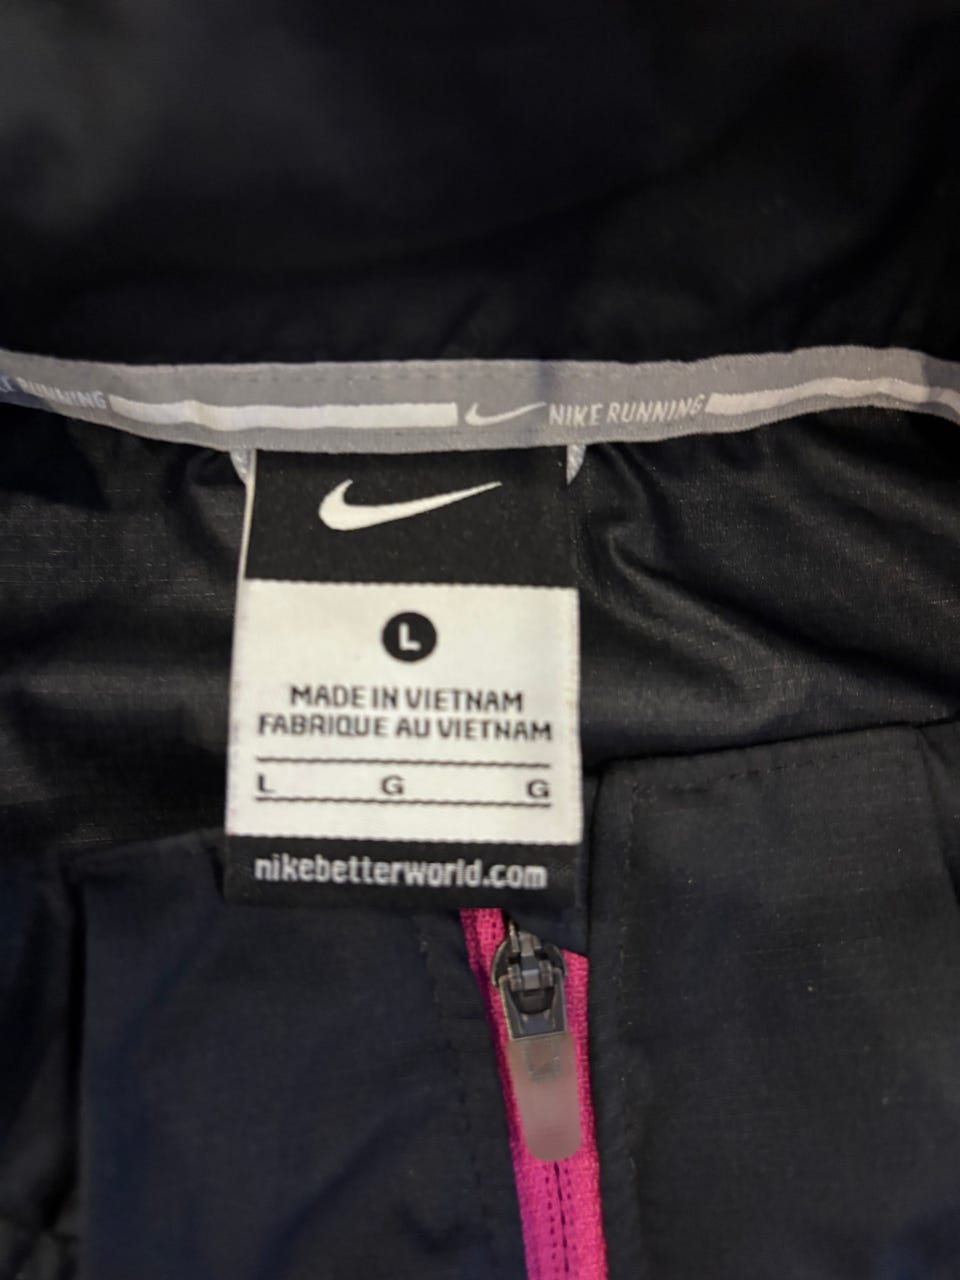 RUNNING
NIKE RUNNING
L
MADE IN VIETNAM
FABRIQUE AU VIETNAM
L G G
nikebetterworld.com